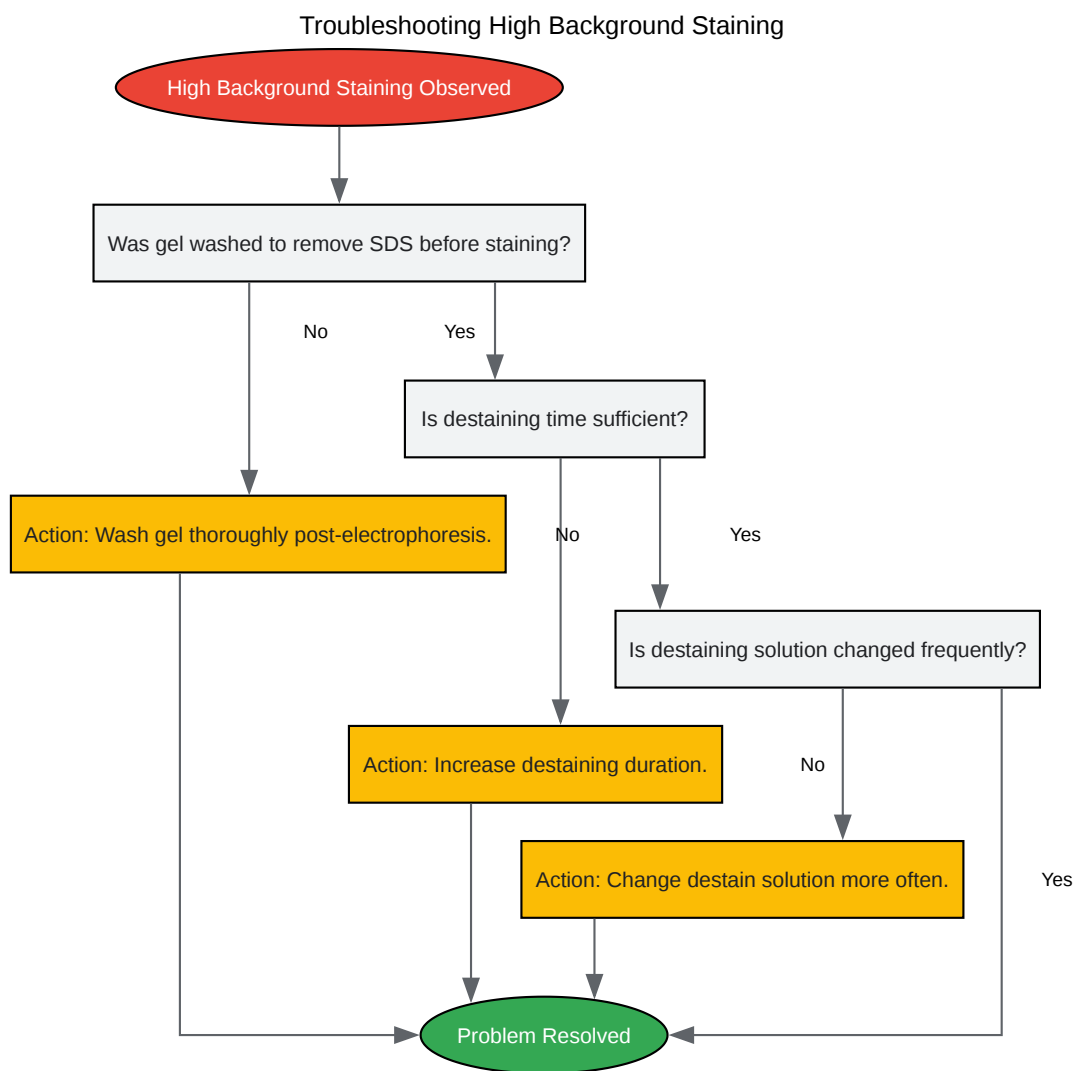 Troubleshooting High Background Staining
High Background Staining Observed
Was gel washed to remove SDS before staining?
No
Yes
Is destaining time sufficient?
Action: Wash gel thoroughly post-electrophoresis.
No
Yes
Is destaining solution changed frequently?
Action: Increase destaining duration.
No
Action: Change destain solution more often.
Yes
Problem Resolved